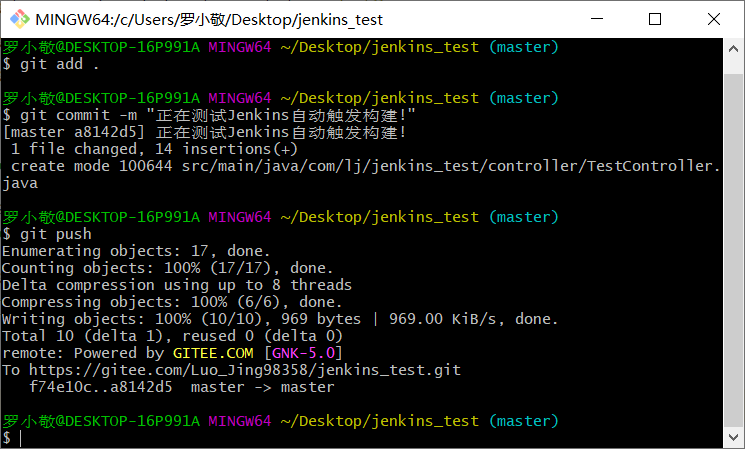 MINGW64:/c/Users/罗小敬/Desktop/jenkins_test
罗小敬@DESKTOP-16P991A MINGW64 ~/Desktop/jenkins_test (master)
$ git add .
罗小敬@DESKTOP-16P991A MINGW64 ~/Desktop/jenkins_test (master)
$ git commit -m "正在测试Jenkins自动触发构建!"
[master a8142d5] 正在测试Jenkins自动触发构建!
1 file changed, 14 insertions(+)
create mode 100644 src/main/java/com/lj/jenkins_test/controller/TestController.
java
罗小敬@DESKTOP-16P991A MINGW64 ~/Desktop/jenkins_test (master)
$ git push
Enumerating objects: 17, done.
Counting objects: 100% (17/17), done.
Delta compression using up to 8 threads
Compressing objects: 100% (6/6), done.
Writing objects: 100% (10/10), 969 bytes | 969.00 KiB/s, done.
Total 10 (delta 1), reused 0 (delta 0)
remote: Powered by GITEE.COM [GNK-5.0]
To https://gitee.com/Luo_Jing98358/jenkins_test.git
f74e10c..a8142d5  master -> master
罗小敬@DESKTOP-16P991A MINGW64 ~/Desktop/jenkins_test (master)
$